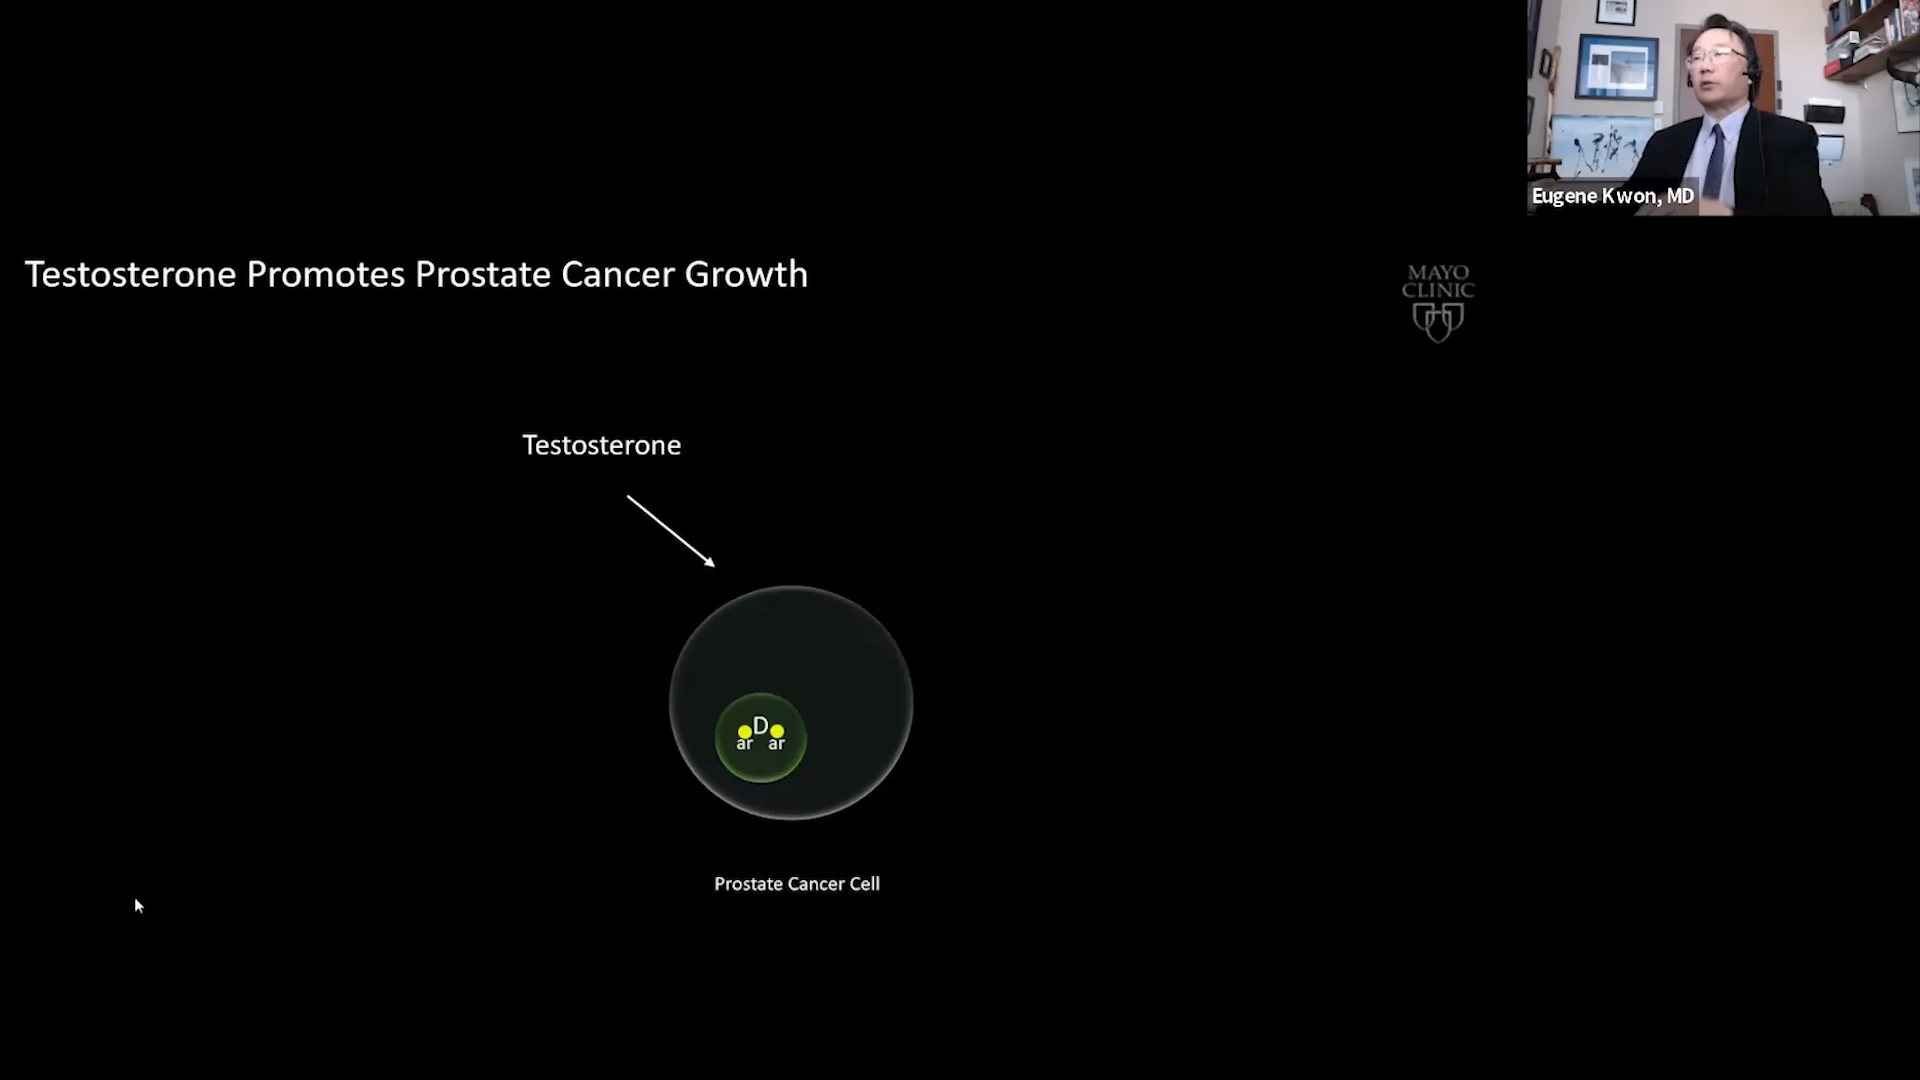 Eugene Kwon, MD
Testosterone Promotes Prostate Cancer Growth
MAYO
CLINIC
Testosterone
D
ar ar
Prostate Cancer Cell